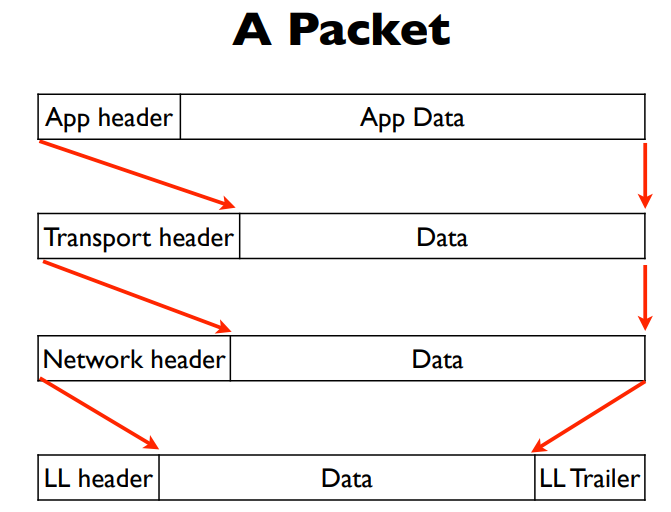 A Packet
App header App Data
Transport header Data
Network header Data
LL header Data LL Trailer